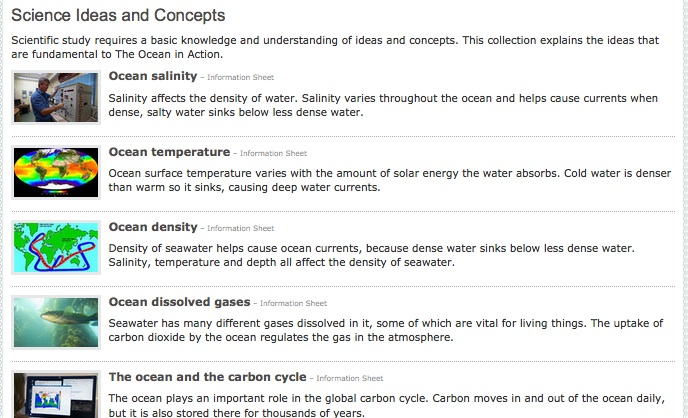 Science Ideas and Concepts
Scientific study requires a basic knowledge and understanding of ideas and concepts. This collection explains the ideas that
are fundamental to The Ocean in Action.
Ocean salinity – Information Sheet
Salinity affects the density of water. Salinity varies throughout the ocean and helps cause currents when
dense, salty water sinks below less dense water.
Ocean temperature – Information Sheet
Ocean surface temperature varies with the amount of solar energy the water absorbs. Cold water is denser
than warm so it sinks, causing deep water currents.
Ocean density – Information Sheet
Density of seawater helps cause ocean currents, because dense water sinks below less dense water.
Salinity, temperature and depth all affect the density of seawater.
Ocean dissolved gases – Information Sheet
Seawater has many different gases dissolved in it, some of which are vital for living things. The uptake of
carbon dioxide by the ocean regulates the gas in the atmosphere.
The ocean and the carbon cycle – Information Sheet
The ocean plays an important role in the global carbon cycle. Carbon moves in and out of the ocean daily,
but it is also stored there for thousands of years.